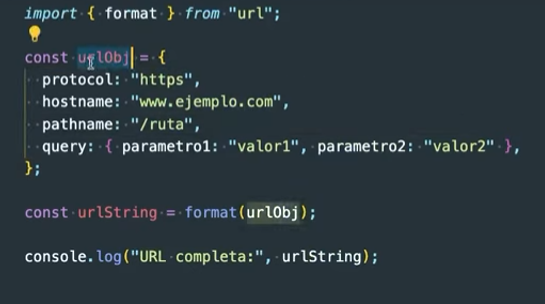 import { format } from "url";
const urlObj = {
protocol: "https",
hostname: "www.ejemplo.com",
pathname: "/ruta",
query: { parametro1: "valor1", parametro2: "valor2" },
};
const urlString = format(urlObj);
console.log("URL completa:", urlString);